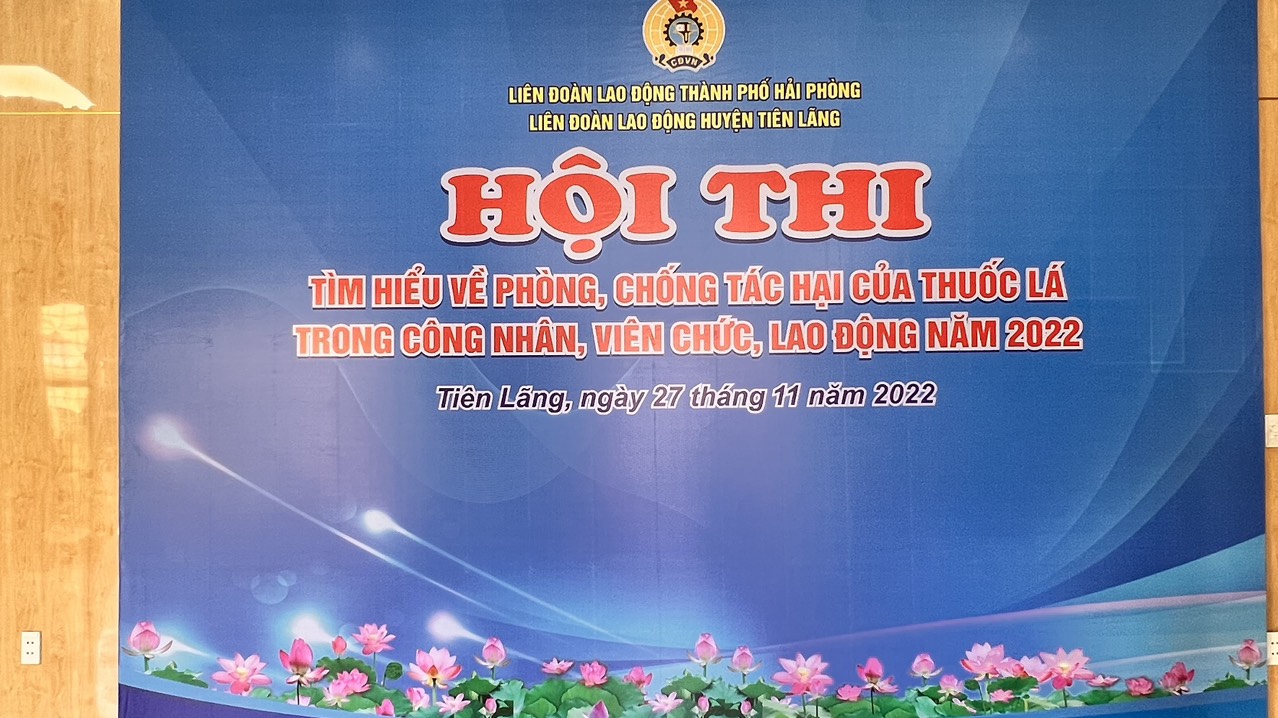 CĐVN
LIÊN ĐOÀN LAO ĐỘNG THÀNH PHỐ HẢI PHÒNG
LIÊN ĐOÀN LAO ĐỘNG HUYỆN TIÊN LÃNG
HỘI THI
TÌM HIỂU VỀ PHÒNG, CHỐNG TÁC HẠI CỦA THUỐC LÁ
TRONG CÔNG NHÂN, VIÊN CHỨC, LAO ĐỘNG NĂM 2022
Tiên Lãng, ngày 27 tháng 11 năm 2022